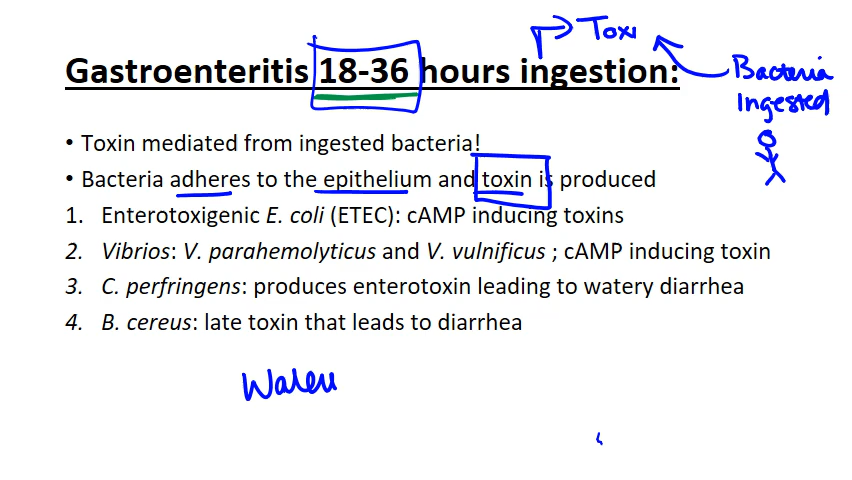 Toxi
Gastroenteritis 18-36 hours ingestion:
Bacteria
Ingested
• Toxin mediated from ingested bacteria!
• Bacteria adheres to the epithelium and toxin is produced
1. Enterotoxigenic E. coli (ETEC): cAMP inducing toxins
2. Vibrios: V. parahemolyticus and V. vulnificus ; cAMP inducing toxin
3. C. perfringens: produces enterotoxin leading to watery diarrhea
4. B. cereus: late toxin that leads to diarrhea